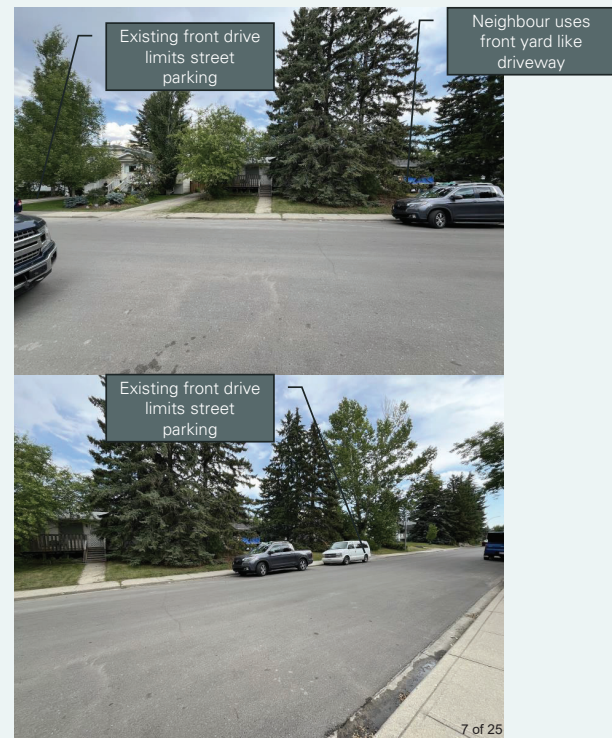 Existing front drive
limits street
parking
Neighbour uses
front yard like
driveway
Existing front drive
limits street
parking
7 of 25